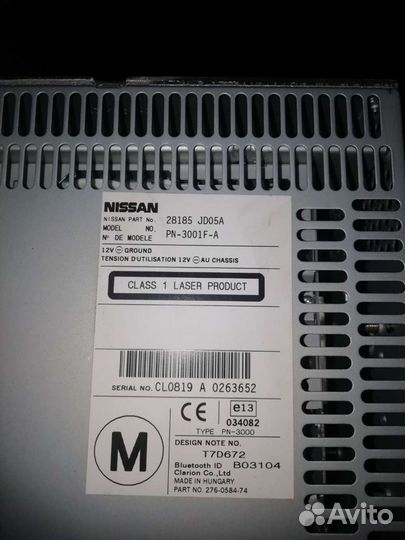 NISSAN
NISSAN PART No. 28185 JD05A
MODEL NO.
N° DE MODELE PN-3001F-A
12V ⊖ GROUND
TENSION D'UTILISATION 12V ⊖ AU CHASSIS
CLASS 1 LASER PRODUCT
SERIAL NO. CL0819 A 0263652
M
CE
e13
034082
TYPE PN-3000
DESIGN NOTE NO.
T7D672
Bluetooth ID B03104
Clarion Co.,Ltd
MADE IN HUNGARY
PART NO. 276-0584-74
Avito